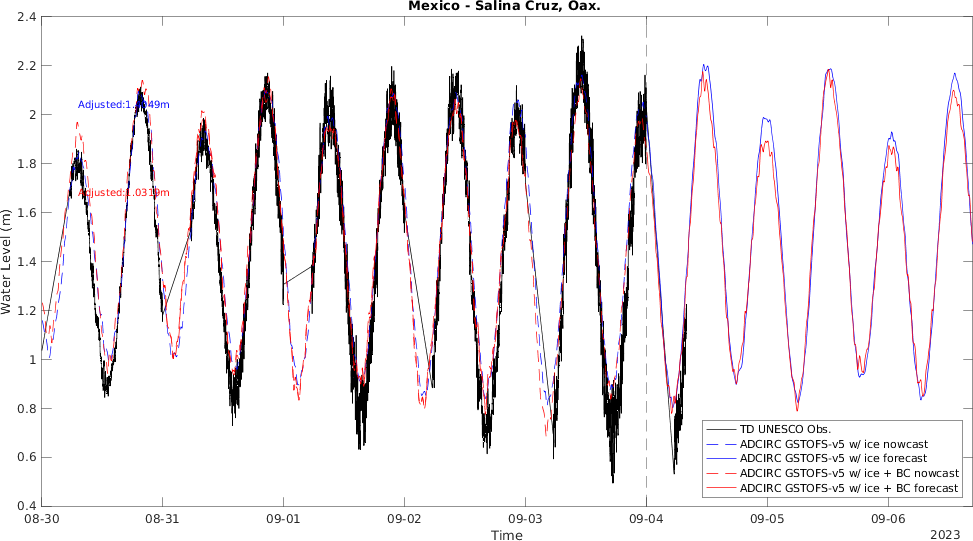 Mexico - Salina Cruz, Oax.
2.4
2.2
2
1.8
1.6
1.4
1.2
1
0.8
0.6
0.4
Water Level (m)
Adjusted:
Adjusted:1.0319m
TD UNESCO Obs.
ADCIRC GSTOFS-v5 w/ ice nowcast
ADCIRC GSTOFS-v5 w/ ice forecast
ADCIRC GSTOFS-v5 w/ ice + BC nowcast
ADCIRC GSTOFS-v5 w/ ice + BC forecast
08-30
08-31
09-01
09-02
09-03
09-04
09-05
09-06
Time
2023